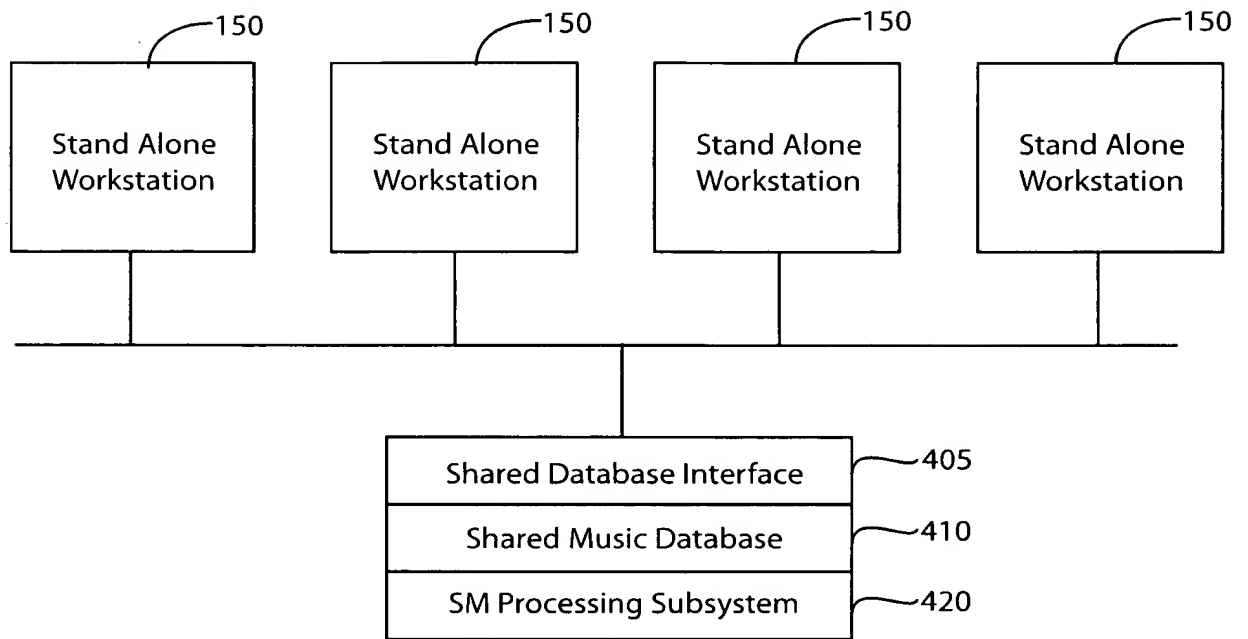 150
150
150
150
Stand Alone
Workstation
Stand Alone
Workstation
Stand Alone
Workstation
Stand Alone
Workstation
Shared Database Interface
405
Shared Music Database
410
SM Processing Subsystem
420